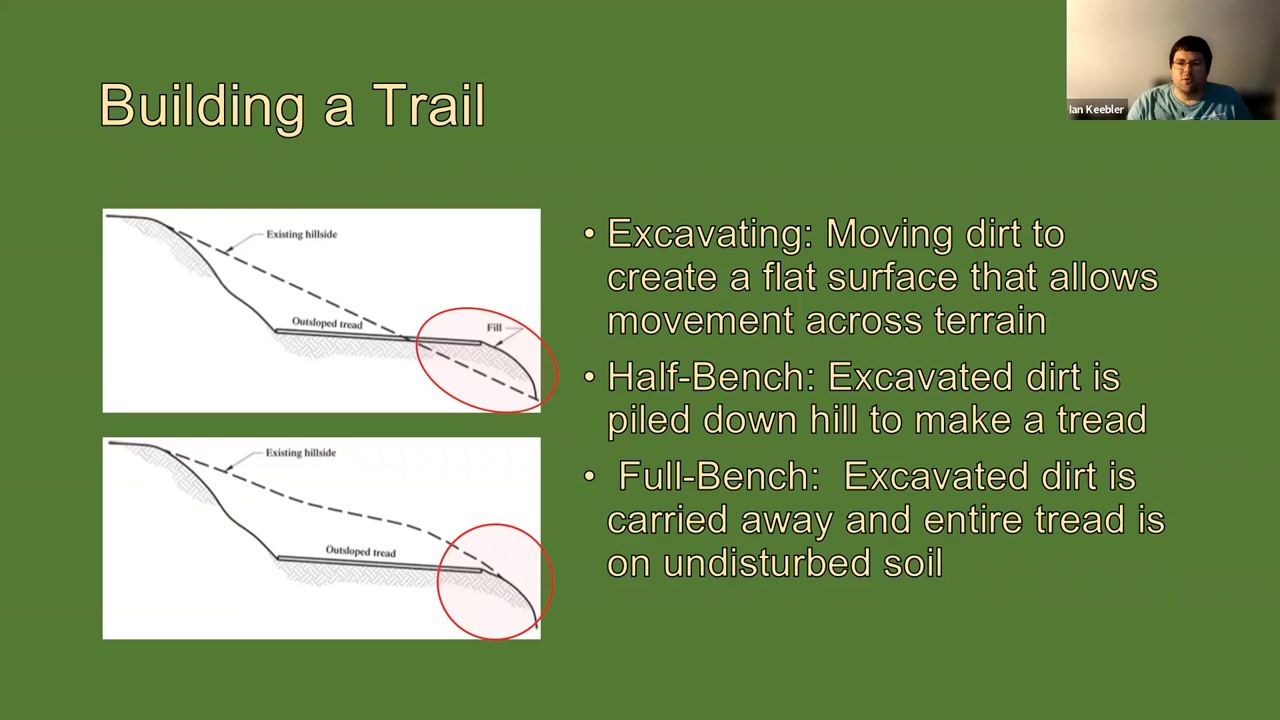 Building a Trail
Ian Keebler
Existing hillside
Outsloped tread
Fill
Existing hillside
Outsloped tread
• Excavating: Moving dirt to
create a flat surface that allows
movement across terrain
• Half-Bench: Excavated dirt is
piled down hill to make a tread
• Full-Bench: Excavated dirt is
carried away and entire tread is
on undisturbed soil